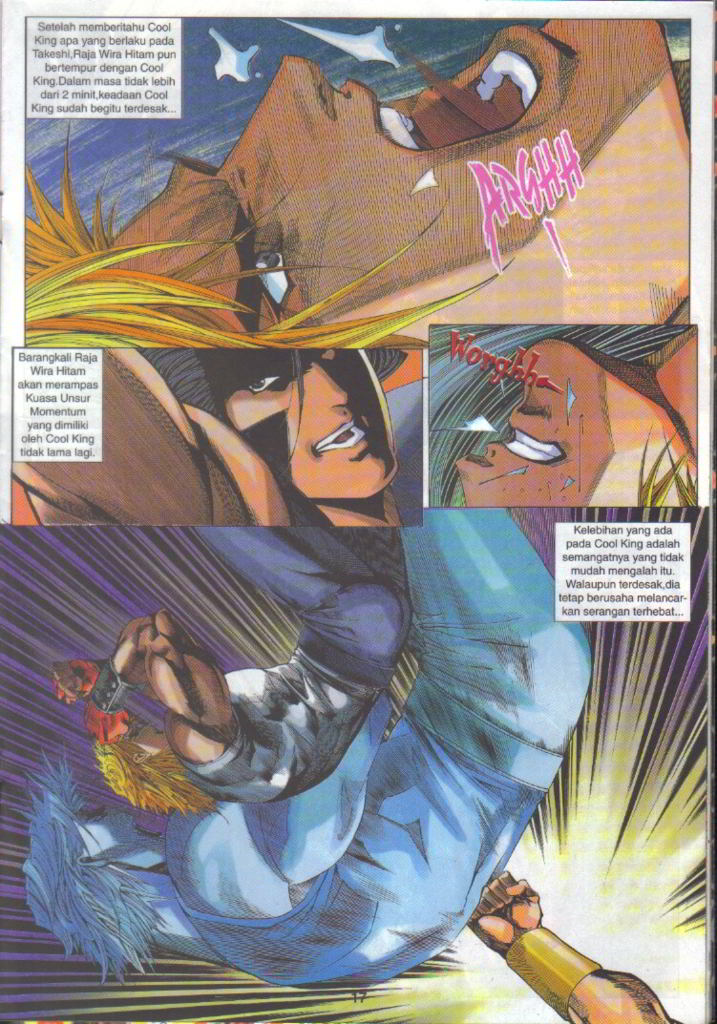 Setelah memberitahu Cool
King apa yang berlaku pada
Takeshi,Raja Wira Hitam pun
bertempur dengan Cool
King.Dalam masa tidak lebih
dari 2 minit,keadaan Cool
King sudah begitu terdesak...
ARGHH
!
Barangkali Raja
Wira Hitam
akan merampas
Kuasa Unsur
Momentum
yang dimiliki
oleh Cool King
tidak lama lagi.
Worghhh
Kelebihan yang ada
pada Cool King adalah
semangatnya yang tidak
mudah mengalah itu.
Walaupun terdesak,dia
tetap berusaha melancar-
kan serangan terhebat...
17